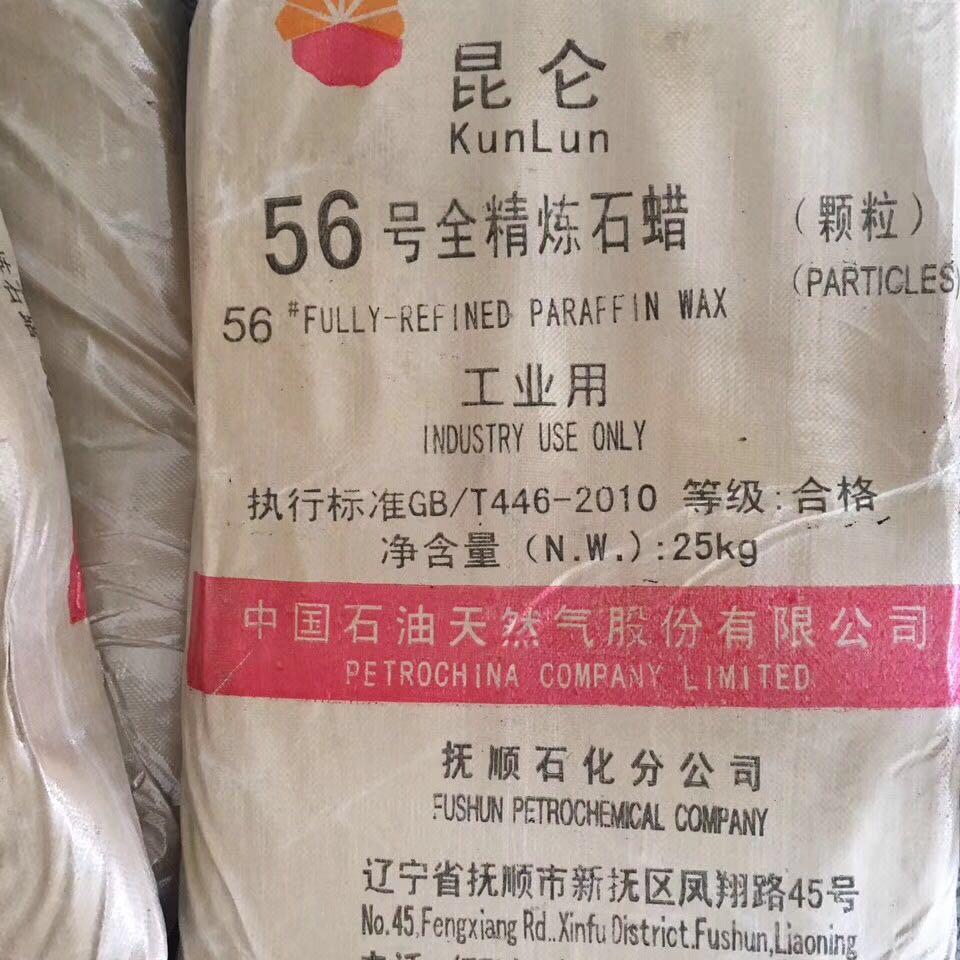 昆仑
KunLun
56号全精炼石蜡 (颗粒)
56 #FULLY-REFINED PARAFFIN WAX (PARTICLES)
工业用
INDUSTRY USE ONLY
执行标准GB/T446-2010 等级:合格
净含量 (N.W.):25kg
中国石油天然气股份有限公司
PETROCHINA COMPANY LIMITED
抚顺石化分公司
FUSHUN PETROCHEMICAL COMPANY
辽宁省抚顺市新抚区凤翔路45号
No.45,Fengxiang Rd..Xinfu District.Fushun,Liaoning